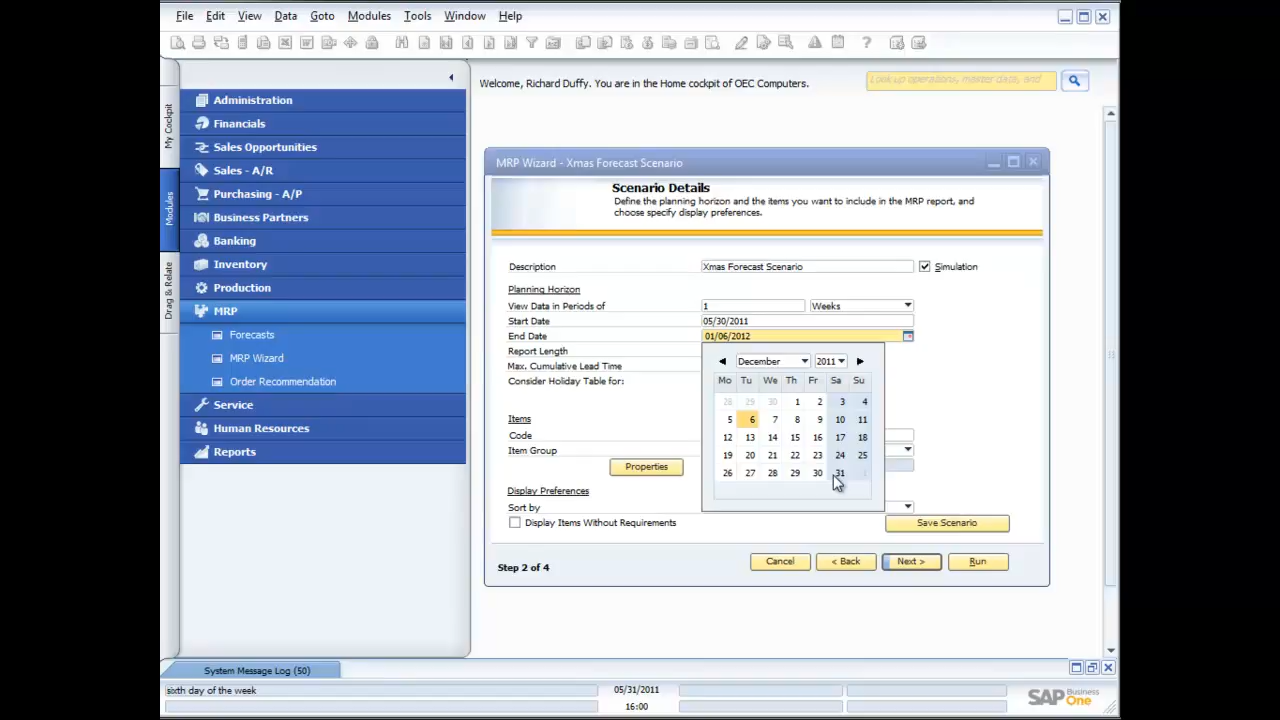 File Edit View Data Goto Modules Tools Window Help
Welcome, Richard Duffy. You are in the Home cockpit of OEC Computers.
Look up operations, master data, and
My Cockpit
Modules
Drag & Relate
Administration
Financials
Sales Opportunities
Sales - A/R
Purchasing - A/P
Business Partners
Banking
Inventory
Production
MRP
Forecasts
MRP Wizard
Order Recommendation
Service
Human Resources
Reports
MRP Wizard - Xmas Forecast Scenario
Scenario Details
Define the planning horizon and the items you want to include in the MRP report, and
choose specify display preferences.
Description Xmas Forecast Scenario Simulation
Planning Horizon
View Data in Periods of 1 Weeks
Start Date 05/30/2011
End Date 01/06/2012
Report Length
Max. Cumulative Lead Time
Consider Holiday Table for:
December 2011
Mo Tu We Th Fr Sa Su
28 29 30 1 2 3 4
5 6 7 8 9 10 11
12 13 14 15 16 17 18
19 20 21 22 23 24 25
26 27 28 29 30 31 1
Items
Code
Item Group
Properties
Display Preferences
Sort by
Display Items Without Requirements
Save Scenario
Step 2 of 4
Cancel < Back Next > Run
System Message Log (50)
sixth day of the week
05/31/2011
16:00
SAP Business One